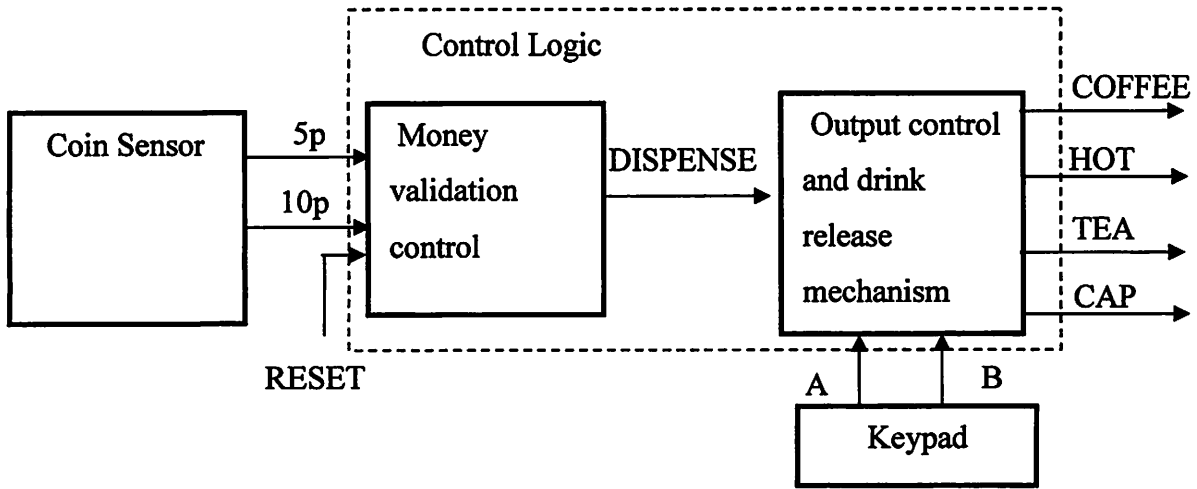 Control Logic
COFFEE
Coin Sensor
5p
Money
validation
control
DISPENSE
Output control
and drink
release
mechanism
HOT
10p
TEA
CAP
RESET
A
B
Keypad